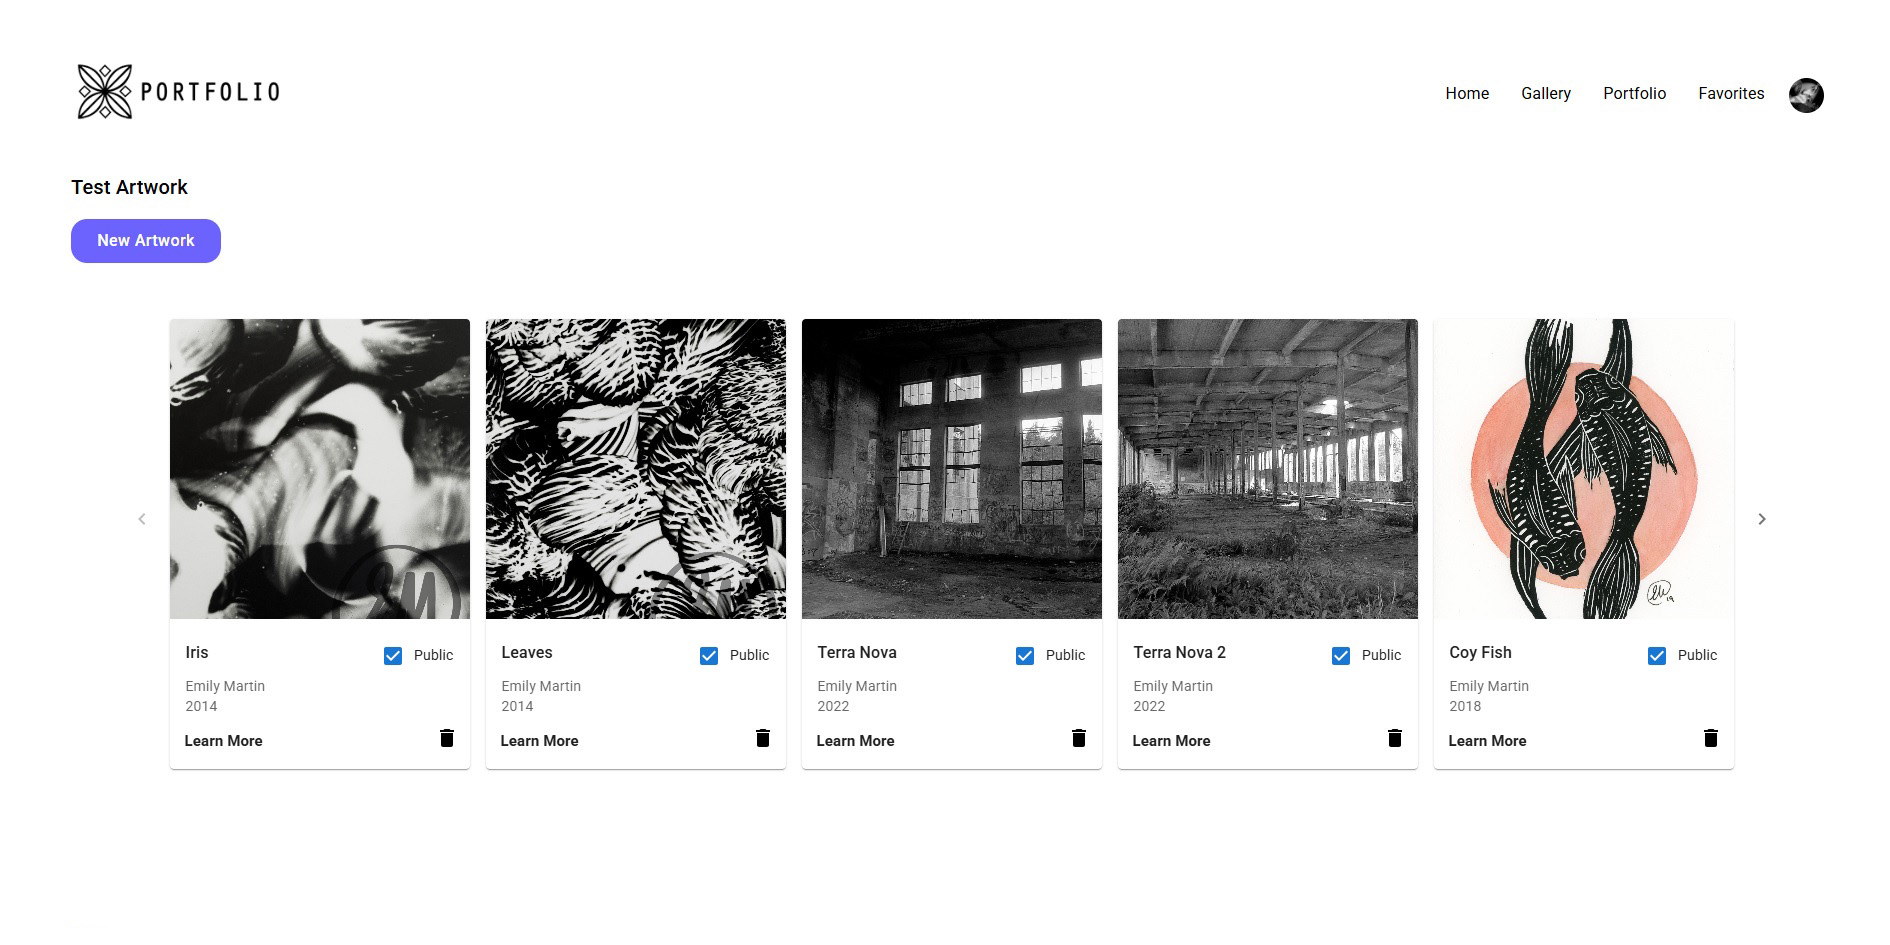 PORTFOLIO
Home Gallery Portfolio Favorites
Test Artwork
New Artwork
Iris
Public
Emily Martin
2014
Learn More
Leaves
Public
Emily Martin
2014
Learn More
Terra Nova
Public
Emily Martin
2022
Learn More
Terra Nova 2
Public
Emily Martin
2022
Learn More
Coy Fish
Public
Emily Martin
2018
Learn More